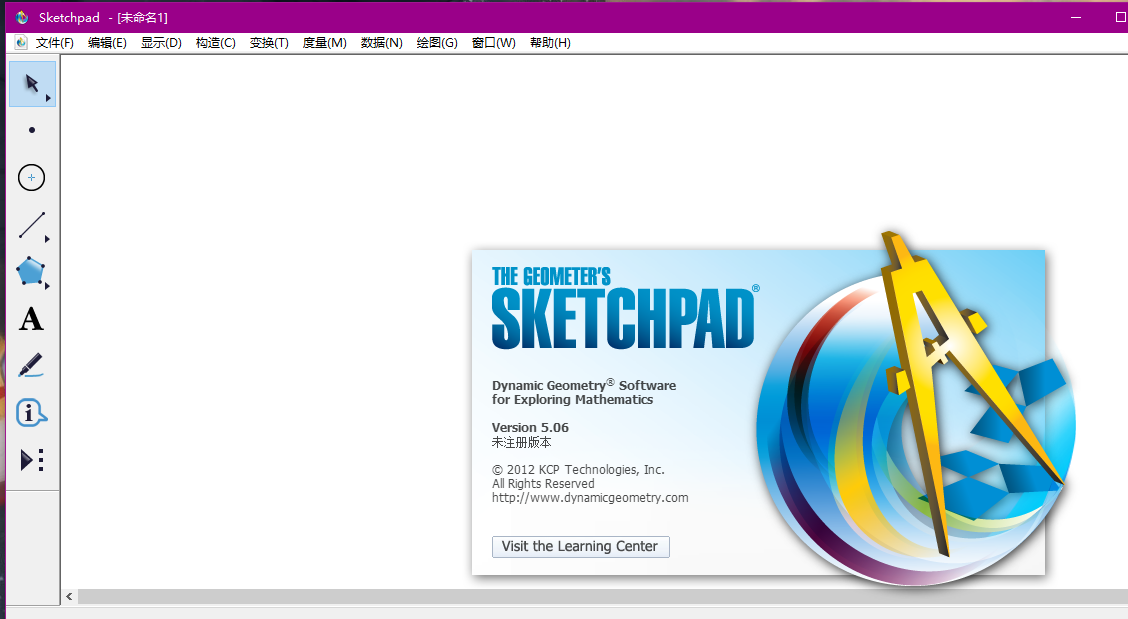 Sketchpad - [未命名1]
文件(F) 编辑(E) 显示(D) 构造(C) 变换(T) 度量(M) 数据(N) 绘图(G) 窗口(W) 帮助(H)
A
i
THE GEOMETER'S
SKETCHPAD®
Dynamic Geometry® Software
for Exploring Mathematics
Version 5.06
未注册版本
© 2012 KCP Technologies, Inc.
All Rights Reserved
http://www.dynamicgeometry.com
Visit the Learning Center